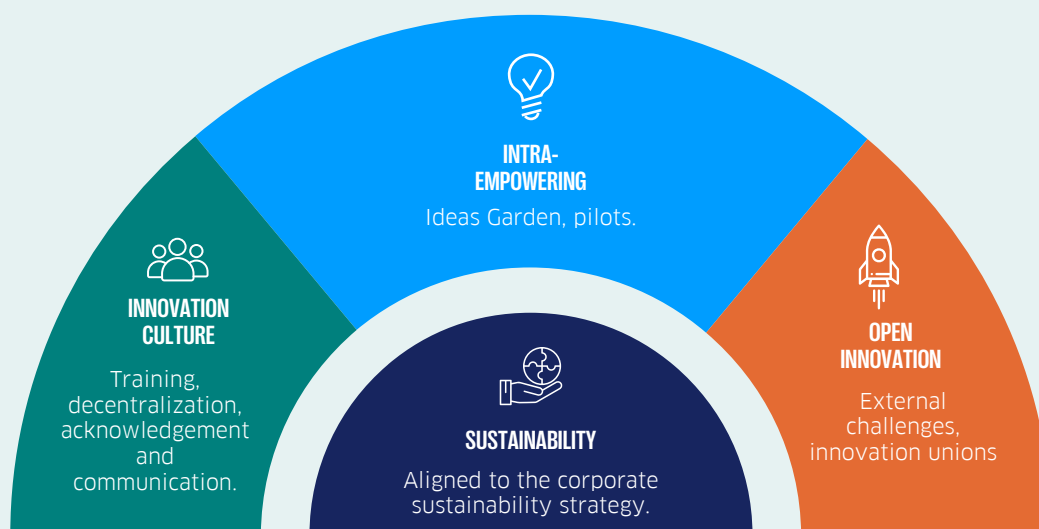 INTRA-
EMPOWERING
Ideas Garden, pilots.
INNOVATION
CULTURE
Training,
decentralization,
acknowledgement
and
communication.
OPEN
INNOVATION
External
challenges,
innovation unions
SUSTAINABILITY
Aligned to the corporate
sustainability strategy.